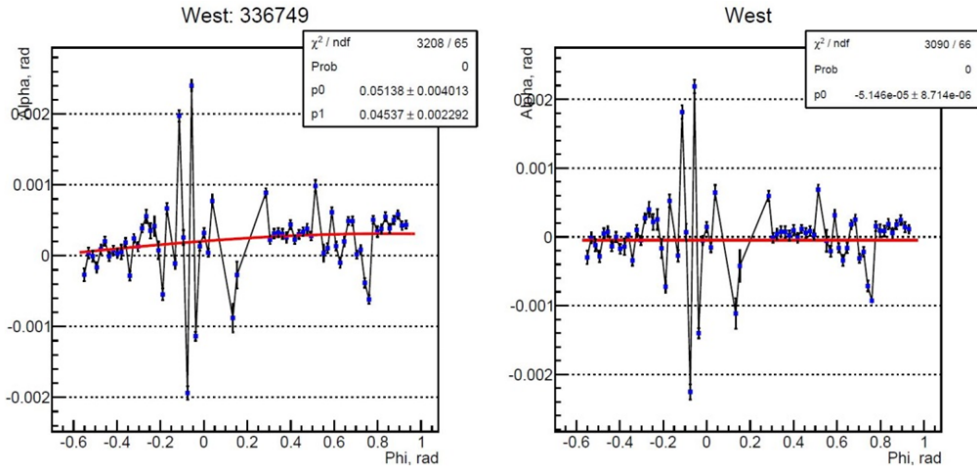 West: 336749
χ² / ndf 3208 / 65
Prob 0
p0 0.05138 ± 0.004013
p1 0.04537 ± 0.002292
Alpha, rad
0.002
0.001
0
-0.001
-0.002
-0.6 -0.4 -0.2 0 0.2 0.4 0.6 0.8 1
Phi, rad
West
χ² / ndf 3090 / 66
Prob 0
p0 -5.146e-05 ± 8.714e-06
Alpha, rad
0.002
0.001
0
-0.001
-0.002
-0.6 -0.4 -0.2 0 0.2 0.4 0.6 0.8 1
Phi, rad